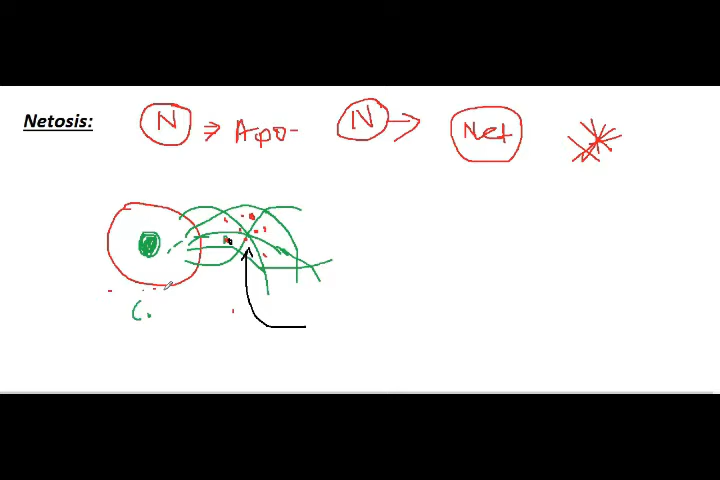 Netosis: N ⇒ Apo- N → Net
C.